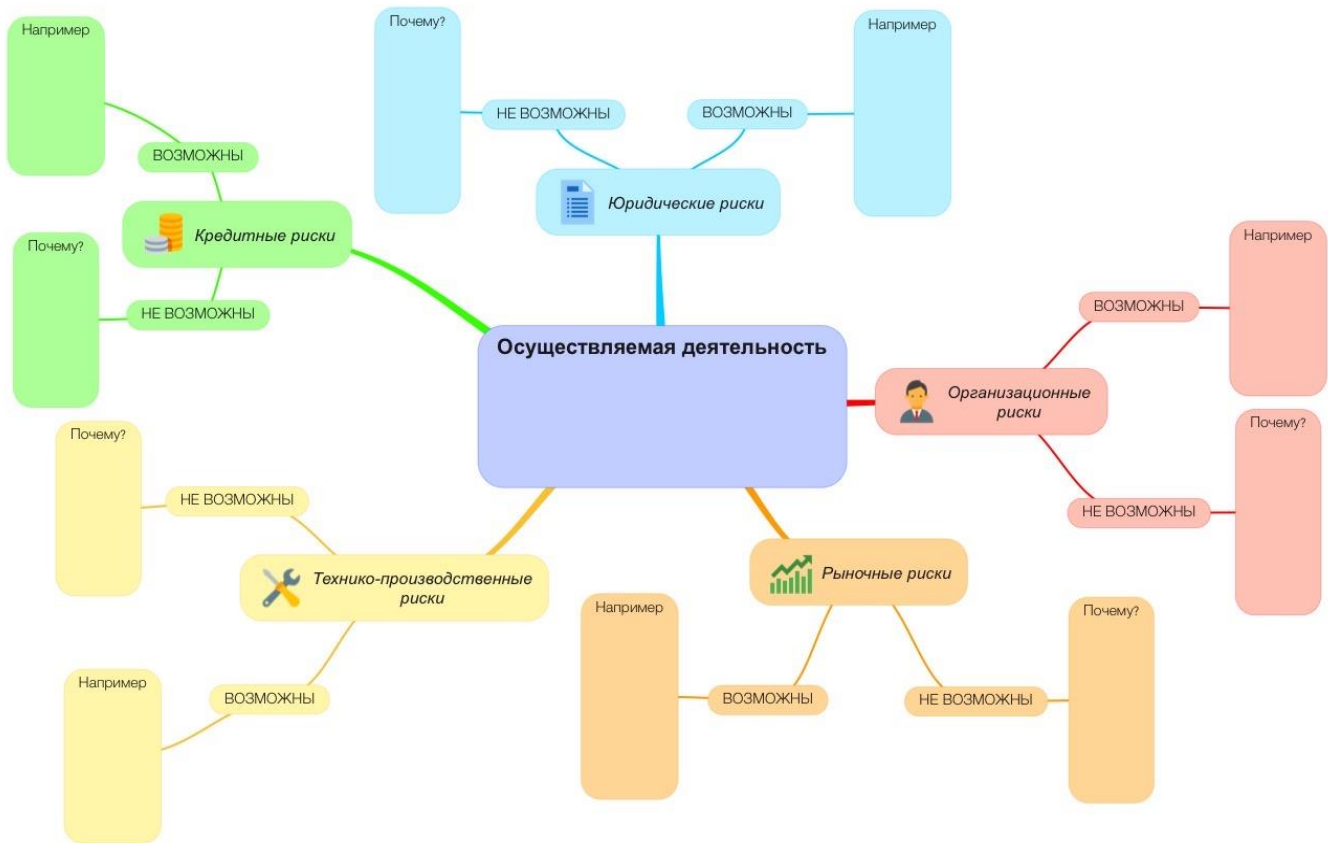 Например
ВОЗМОЖНЫ
Кредитные риски
Почему?
НЕ ВОЗМОЖНЫ
Почему?
НЕ ВОЗМОЖНЫ
Например
ВОЗМОЖНЫ
Юридические риски
Осуществляемая деятельность
Например
ВОЗМОЖНЫ
Организационные
риски
Почему?
НЕ ВОЗМОЖНЫ
Почему?
НЕ ВОЗМОЖНЫ
Технико-производственные
риски
Например
ВОЗМОЖНЫ
Рыночные риски
Например
ВОЗМОЖНЫ
Почему?
НЕ ВОЗМОЖНЫ